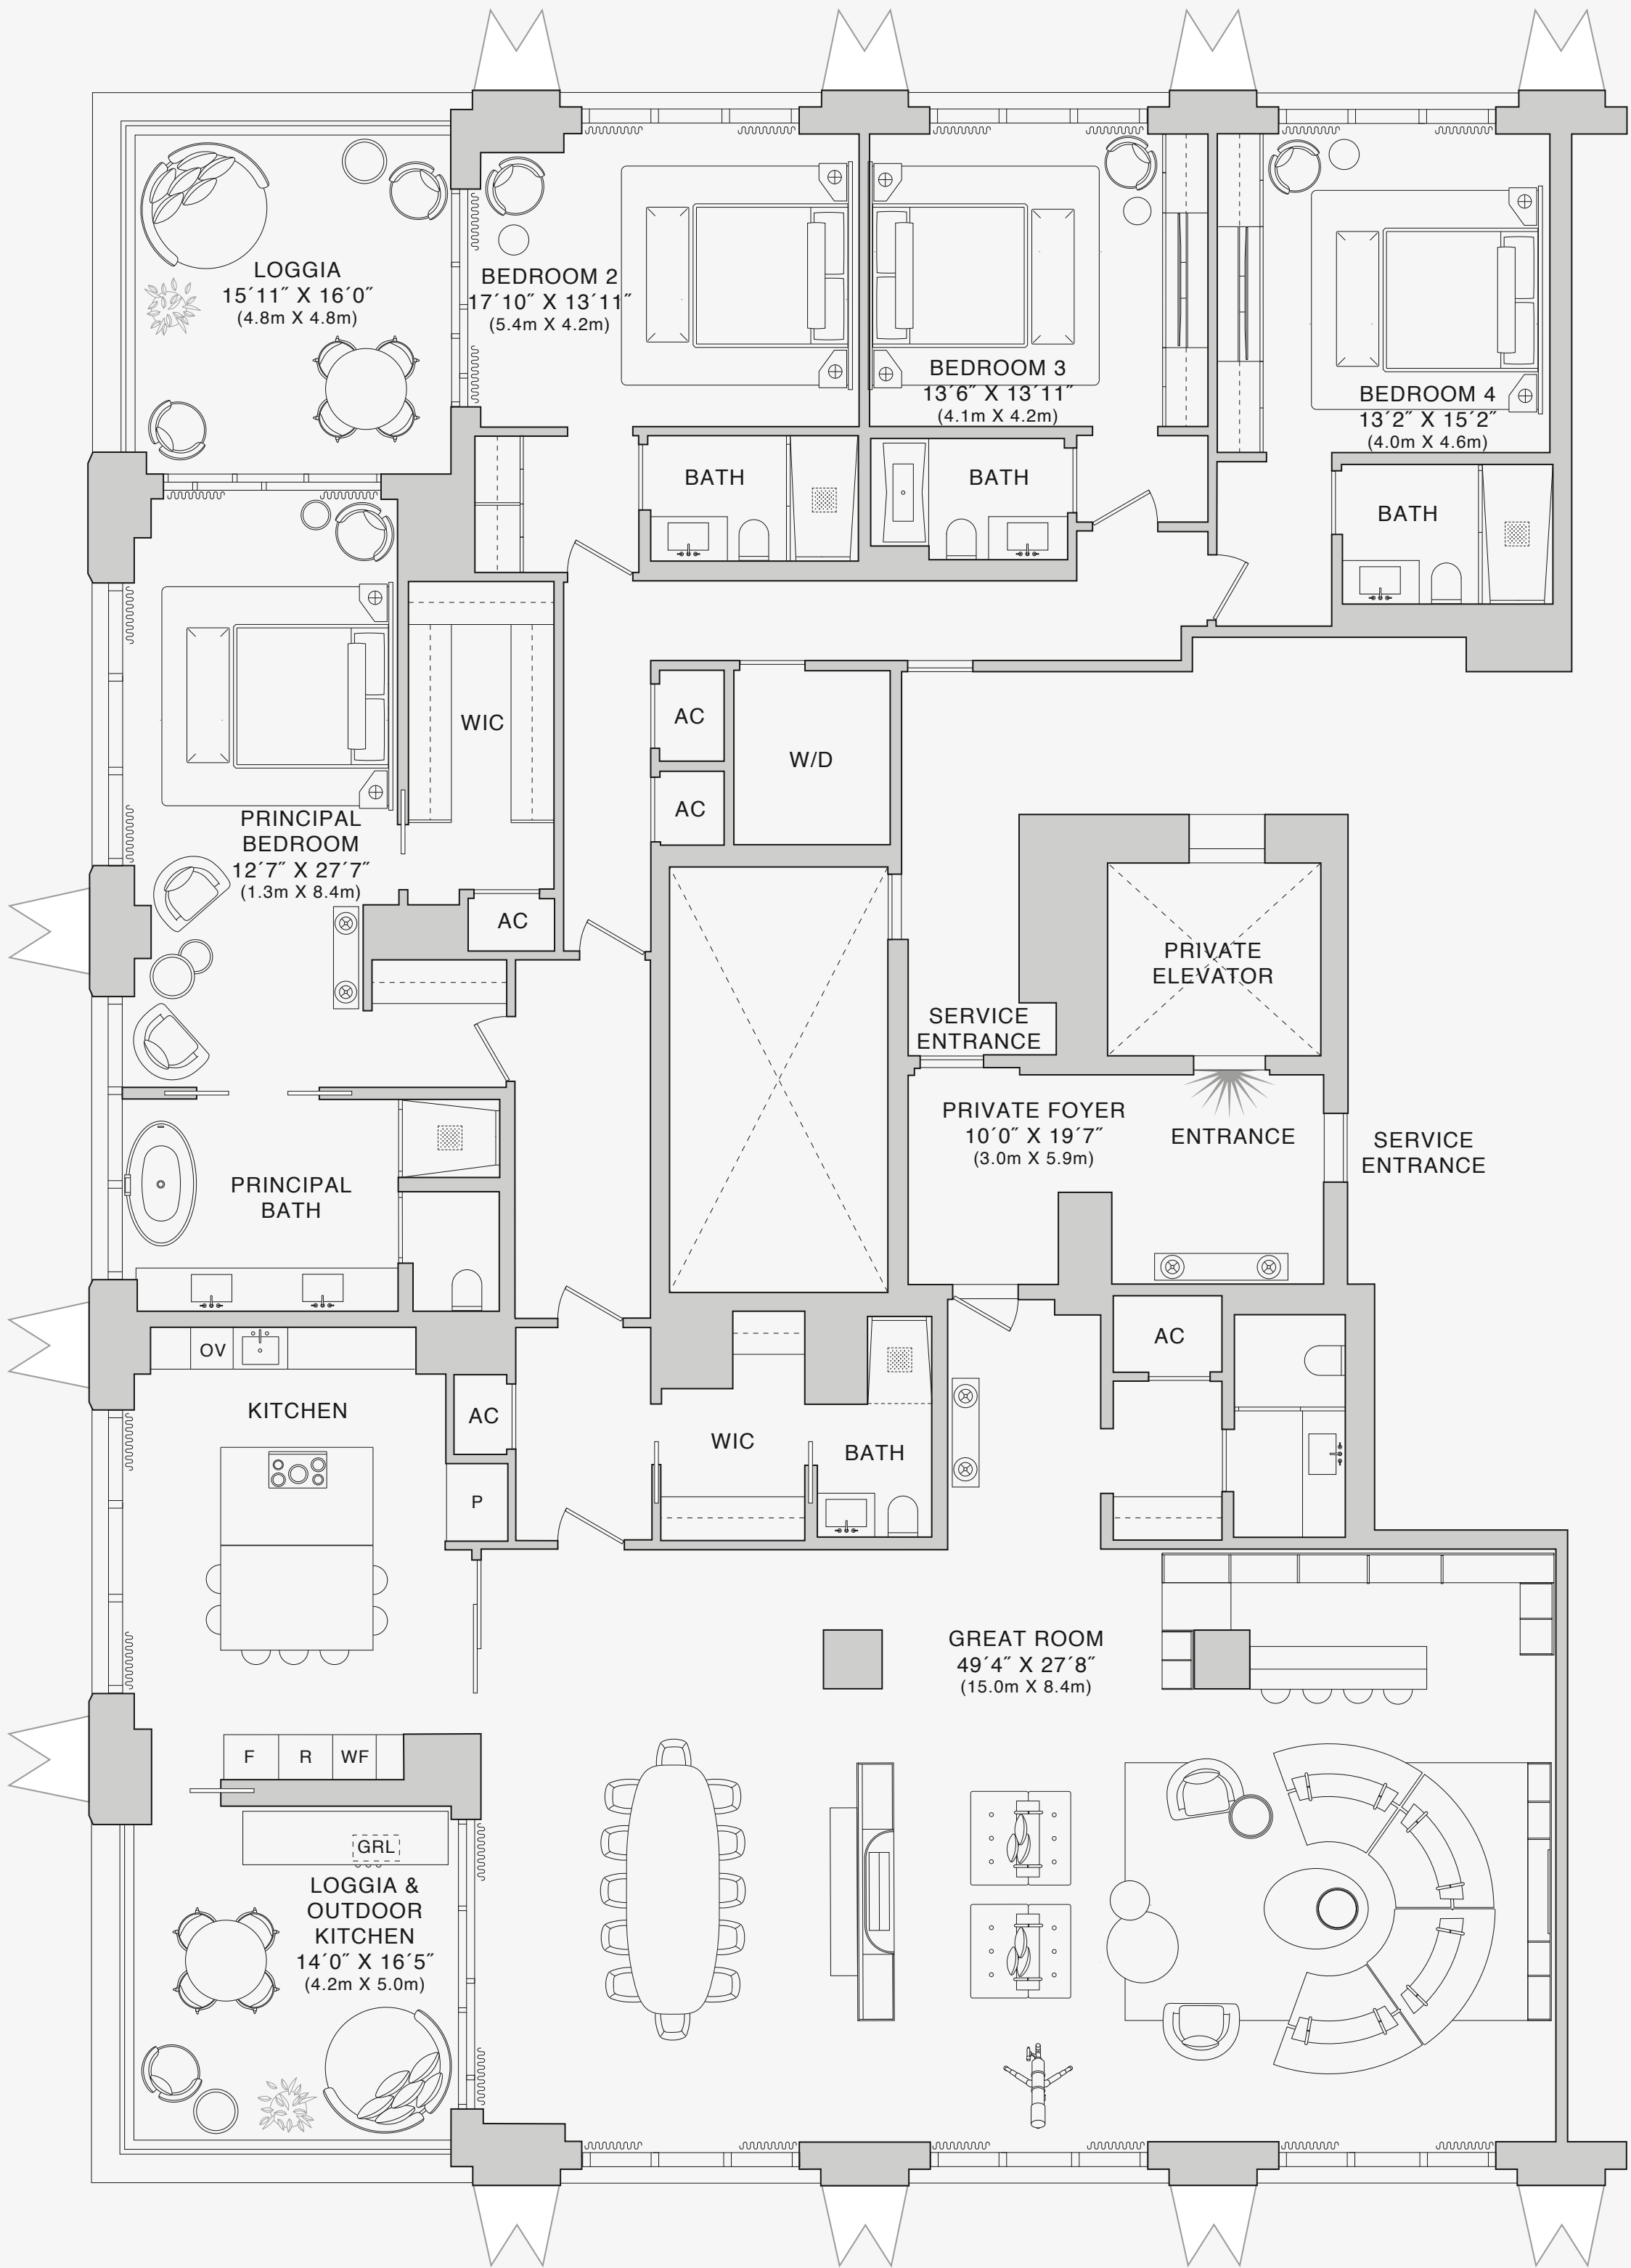 LOGGIA
15´11˝ X 16´0˝
(4.8m X 4.8m)
BEDROOM 2
17´10˝ X 13´11˝
(5.4m X 4.2m)
BEDROOM 3
13´6˝ X 13´11˝
(4.1m X 4.2m)
BEDROOM 4
13´2˝ X 15´2˝
(4.0m X 4.6m)
BATH
BATH
BATH
WIC
AC
AC
W/D
PRINCIPAL
BEDROOM
12´7˝ X 27´7˝
(1.3m X 8.4m)
AC
PRIVATE
ELEVATOR
SERVICE
ENTRANCE
PRIVATE FOYER
10´0˝ X 19´7˝
(3.0m X 5.9m)
ENTRANCE
SERVICE
ENTRANCE
PRINCIPAL
BATH
OV
KITCHEN
AC
P
WIC
BATH
AC
GREAT ROOM
49´4˝ X 27´8˝
(15.0m X 8.4m)
F
R
WF
GRL
LOGGIA &
OUTDOOR
KITCHEN
14´0˝ X 16´5˝
(4.2m X 5.0m)